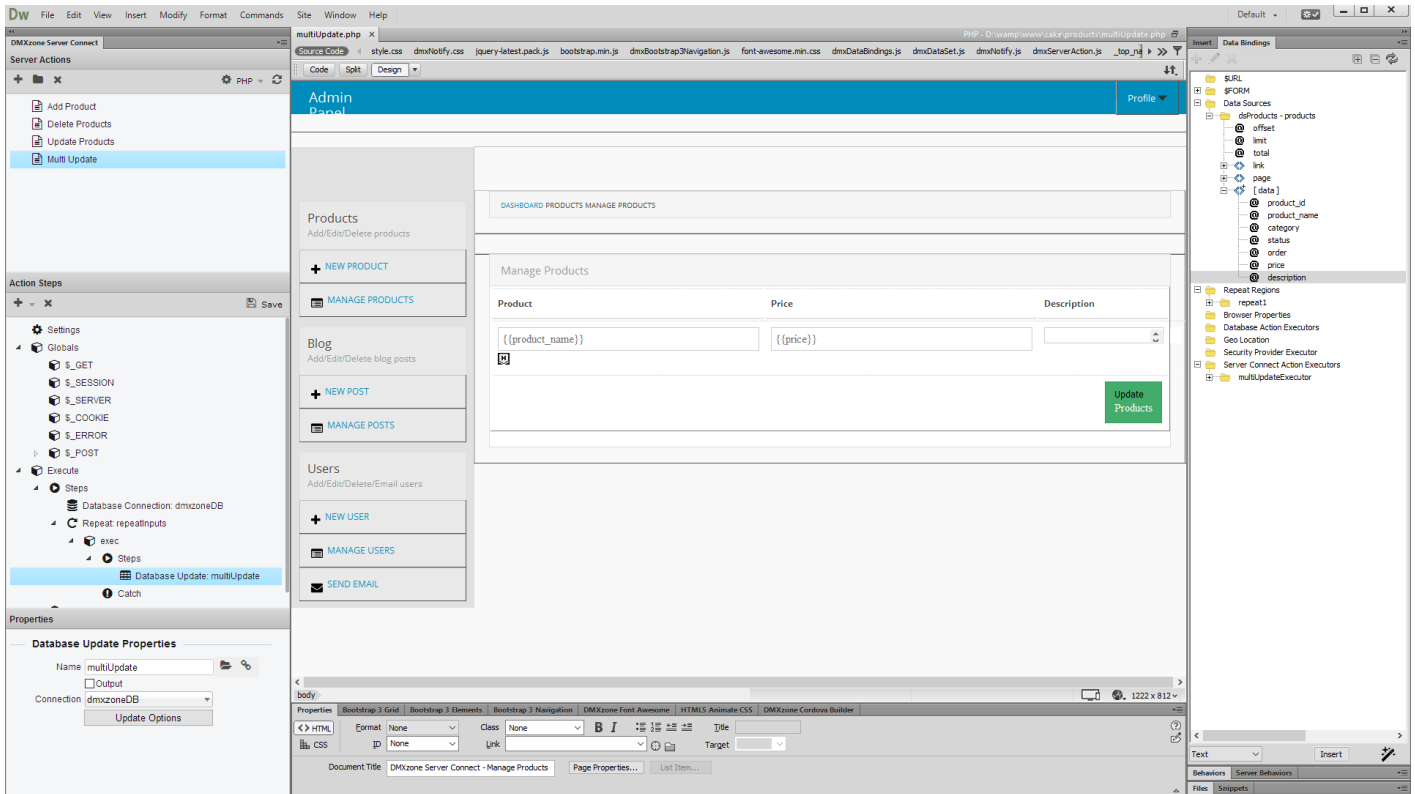 Dw File Edit View Insert Modify Format Commands Site Window Help Default
DMXzone Server Connect
Server Actions
PHP
Add Product
Delete Products
Update Products
Multi Update
Action Steps
Save
Settings
Globals
$_GET
$_SESSION
$_SERVER
$_COOKIE
$_ERROR
$_POST
Execute
Steps
Database Connection: dmxzoneDB
Repeat: repeatInputs
exec
Steps
Database Update: multiUpdate
Catch
Properties
Database Update Properties
Name multiUpdate
Output
Connection dmxzoneDB
Update Options
multiUpdate.php × PHP - D:\wamp\www\cake\products\multiUpdate.php
Source Code style.css dmxNotify.css jquery-latest.pack.js bootstrap.min.js dmxBootstrap3Navigation.js font-awesome.min.css dmxDataBindings.js dmxDataSet.js dmxNotify.js dmxServerAction.js _top_na
Code Split Design
Admin
Panel
Profile
DASHBOARD PRODUCTS MANAGE PRODUCTS
Products
Add/Edit/Delete products
NEW PRODUCT
MANAGE PRODUCTS
Blog
Add/Edit/Delete blog posts
NEW POST
MANAGE POSTS
Users
Add/Edit/Delete/Email users
NEW USER
MANAGE USERS
SEND EMAIL
Manage Products
Product Price Description
{{product_name}} {{price}}
Update
Products
body 1222 x 812
Properties Bootstrap 3 Grid Bootstrap 3 Elements Bootstrap 3 Navigation DMXzone Font Awesome HTML5 Animate CSS DMXzone Cordova Builder
<> HTML Format None Class None B I Title
CSS ID None Link Target
Document Title DMXzone Server Connect - Manage Products Page Properties... List Item...
Insert Data Bindings
$URL
$FORM
Data Sources
dsProducts - products
offset
limit
total
link
page
[ data ]
product_id
product_name
category
status
order
price
description
Repeat Regions
repeat1
Browser Properties
Database Action Executors
Geo Location
Security Provider Executor
Server Connect Action Executors
multiUpdateExecutor
Text Insert
Behaviors Server Behaviors
Files Snippets